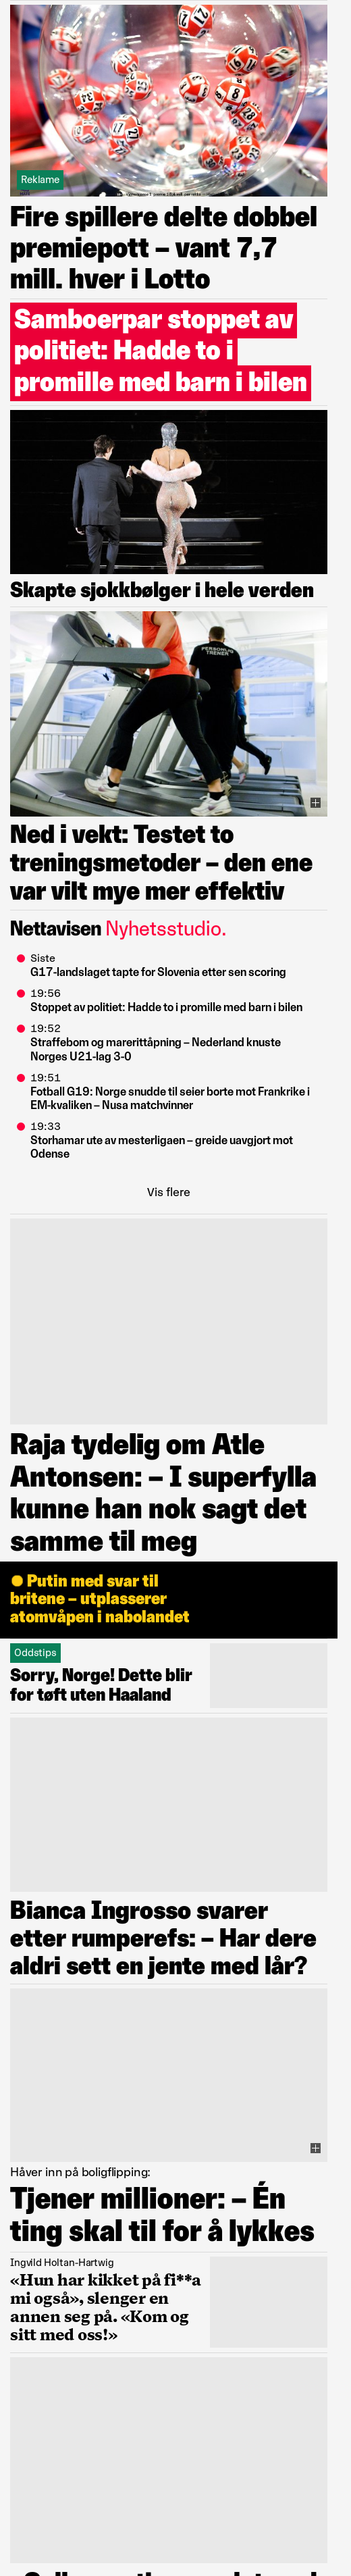 Reklame
Fire spillere delte dobbel
premiepott – vant 7,7
mill. hver i Lotto
Samboerpar stoppet av
politiet: Hadde to i
promille med barn i bilen
Skapte sjokkbølger i hele verden
PERSONLIG
TRENER
Ned i vekt: Testet to
treningsmetoder – den ene
var vilt mye mer effektiv
Nettavisen Nyhetsstudio.
Siste
G17-landslaget tapte for Slovenia etter sen scoring
19:56
Stoppet av politiet: Hadde to i promille med barn i bilen
19:52
Straffebom og marerittåpning – Nederland knuste
Norges U21-lag 3-0
19:51
Fotball G19: Norge snudde til seier borte mot Frankrike i
EM-kvaliken – Nusa matchvinner
19:33
Storhamar ute av mesterligaen – greide uavgjort mot
Odense
Vis flere
Raja tydelig om Atle
Antonsen: – I superfylla
kunne han nok sagt det
samme til meg
Putin med svar til
britene – utplasserer
atomvåpen i nabolandet
Oddstips
Sorry, Norge! Dette blir
for tøft uten Haaland
Bianca Ingrosso svarer
etter rumperefs: – Har dere
aldri sett en jente med lår?
Håver inn på boligflipping:
Tjener millioner: – Én
ting skal til for å lykkes
Ingvild Holtan-Hartwig
«Hun har kikket på fi**a
mi også», slenger en
annen seg på. «Kom og
sitt med oss!»